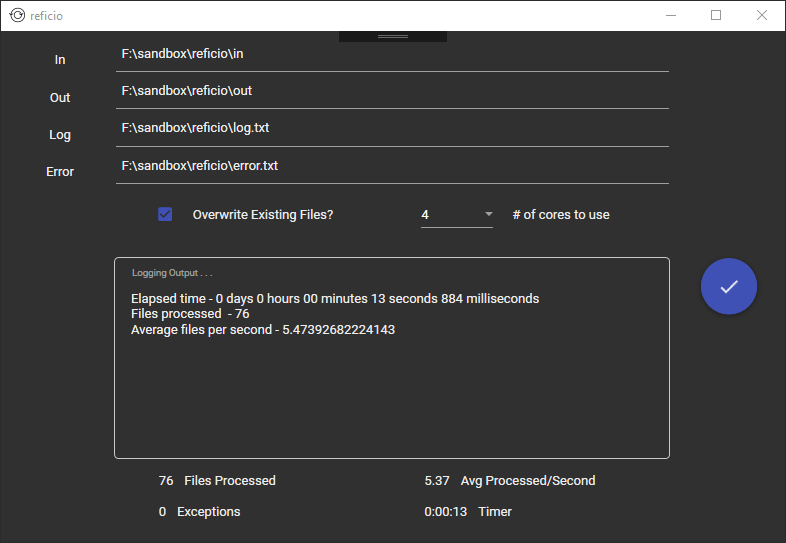 reficio
In F:\sandbox\reficio\in
Out F:\sandbox\reficio\out
Log F:\sandbox\reficio\log.txt
Error F:\sandbox\reficio\error.txt
Overwrite Existing Files? 4 # of cores to use
Logging Output . . .
Elapsed time - 0 days 0 hours 00 minutes 13 seconds 884 milliseconds
Files processed  - 76
Average files per second - 5.47392682224143
76 Files Processed 5.37 Avg Processed/Second
0 Exceptions 0:00:13 Timer